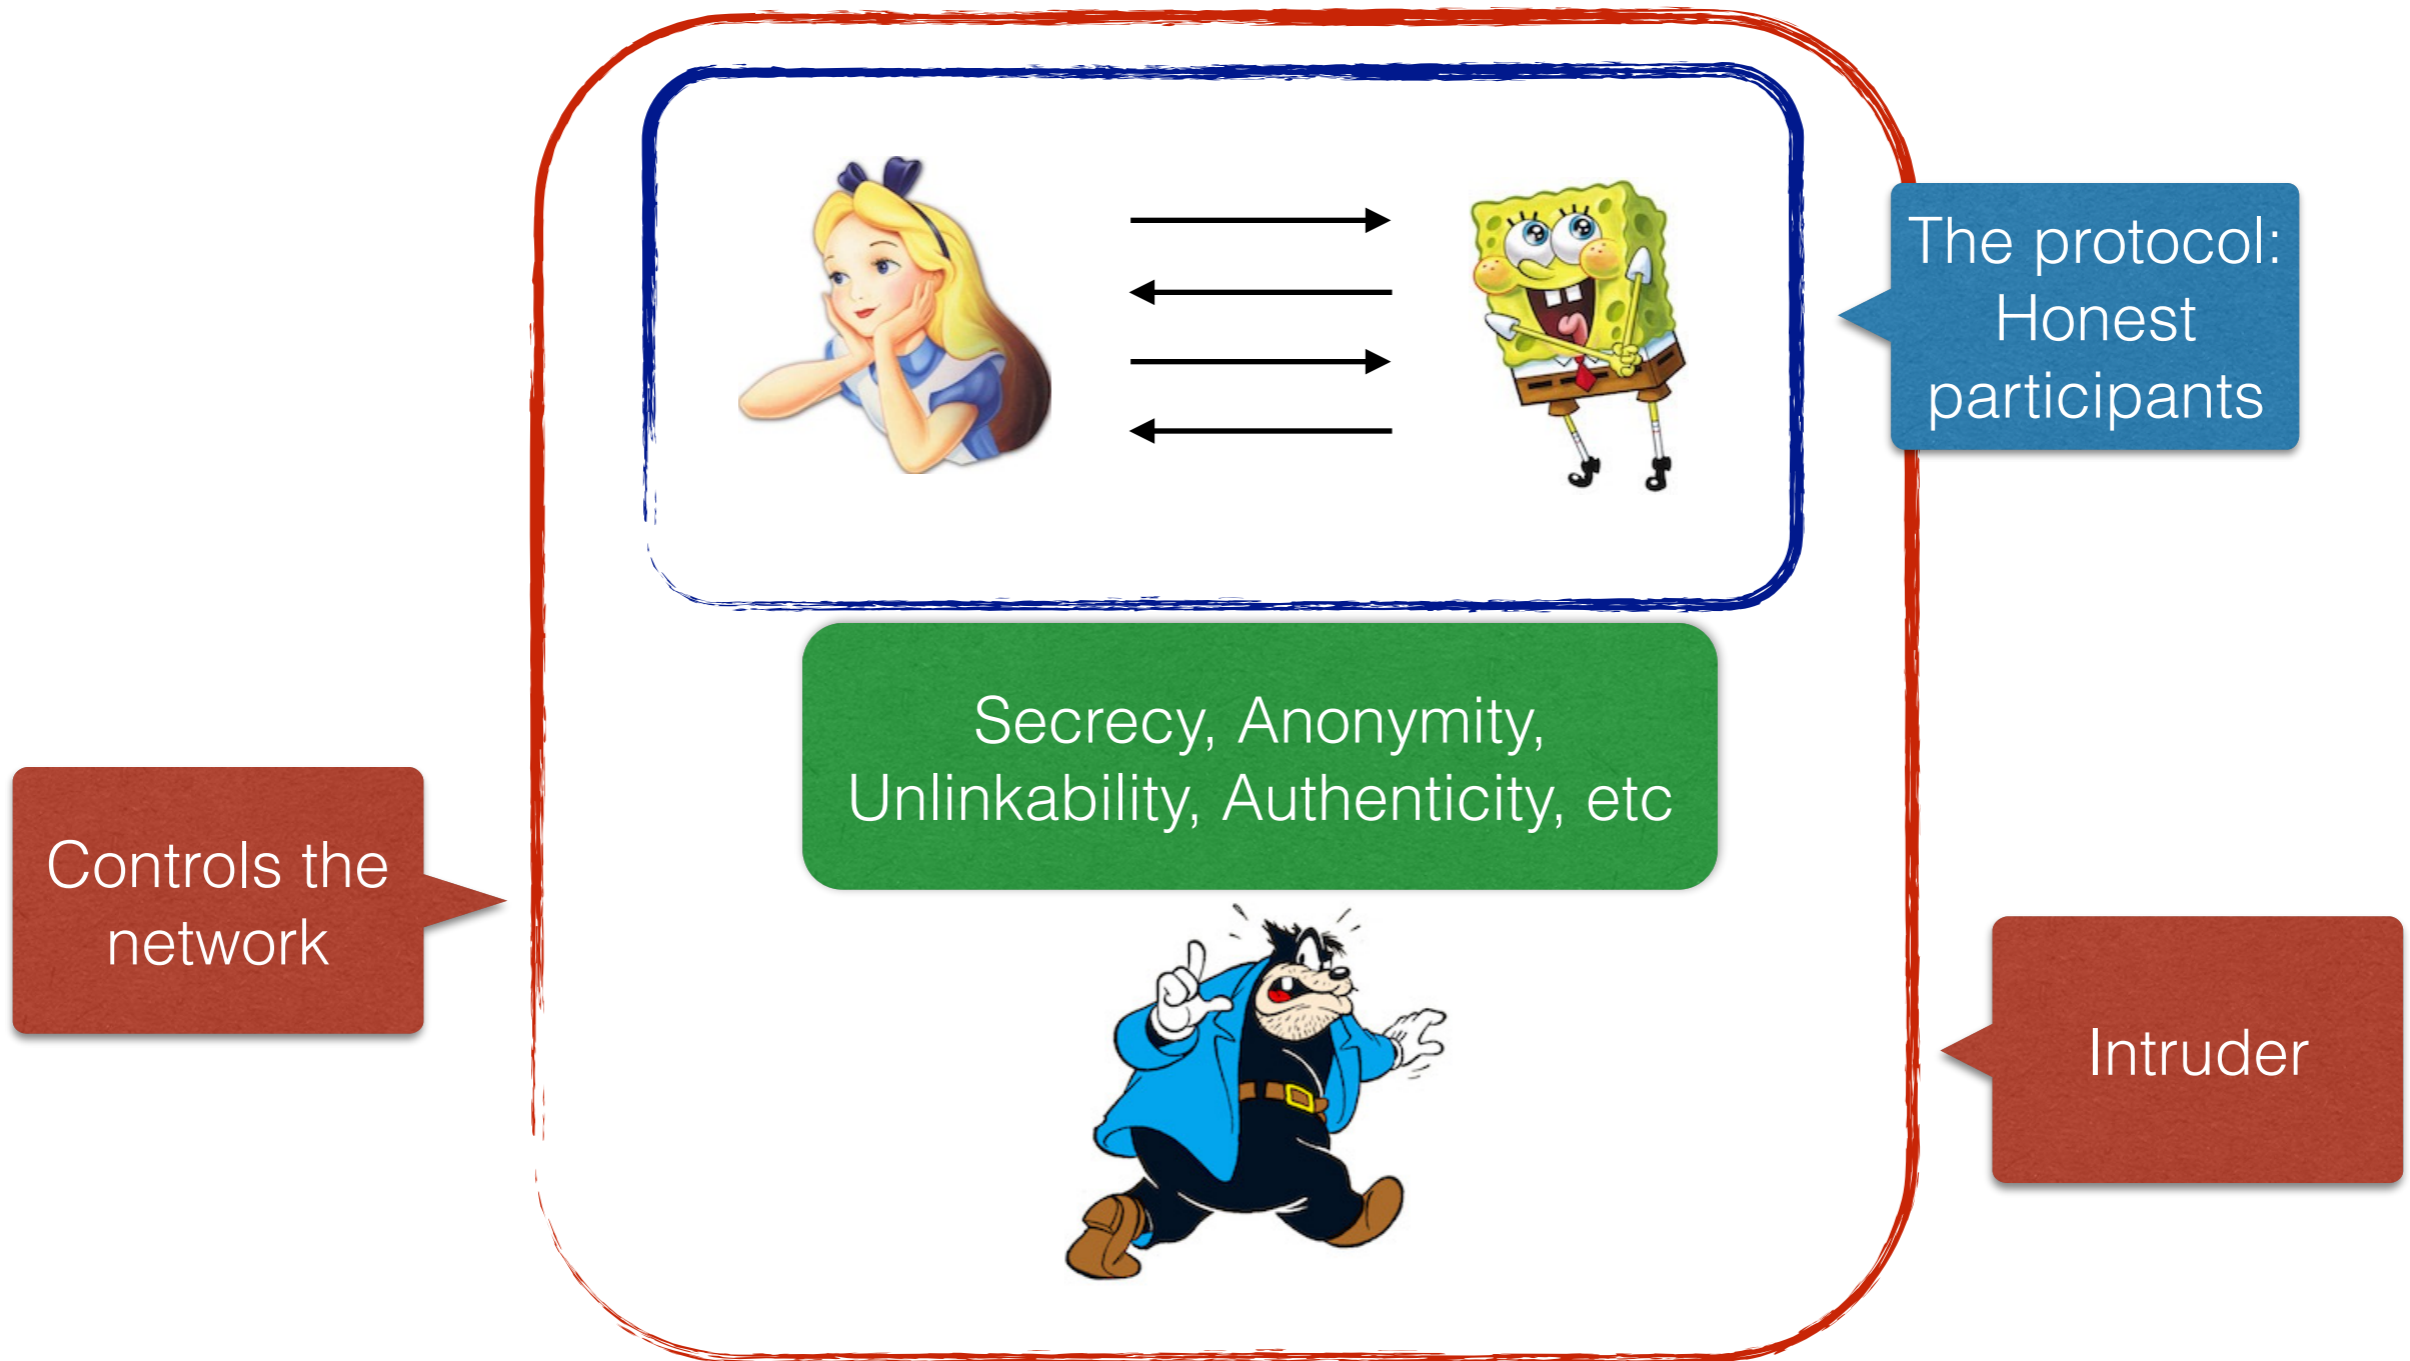 The protocol:
Honest
participants
Secrecy, Anonymity,
Unlinkability, Authenticity, etc
Controls the
network
Intruder